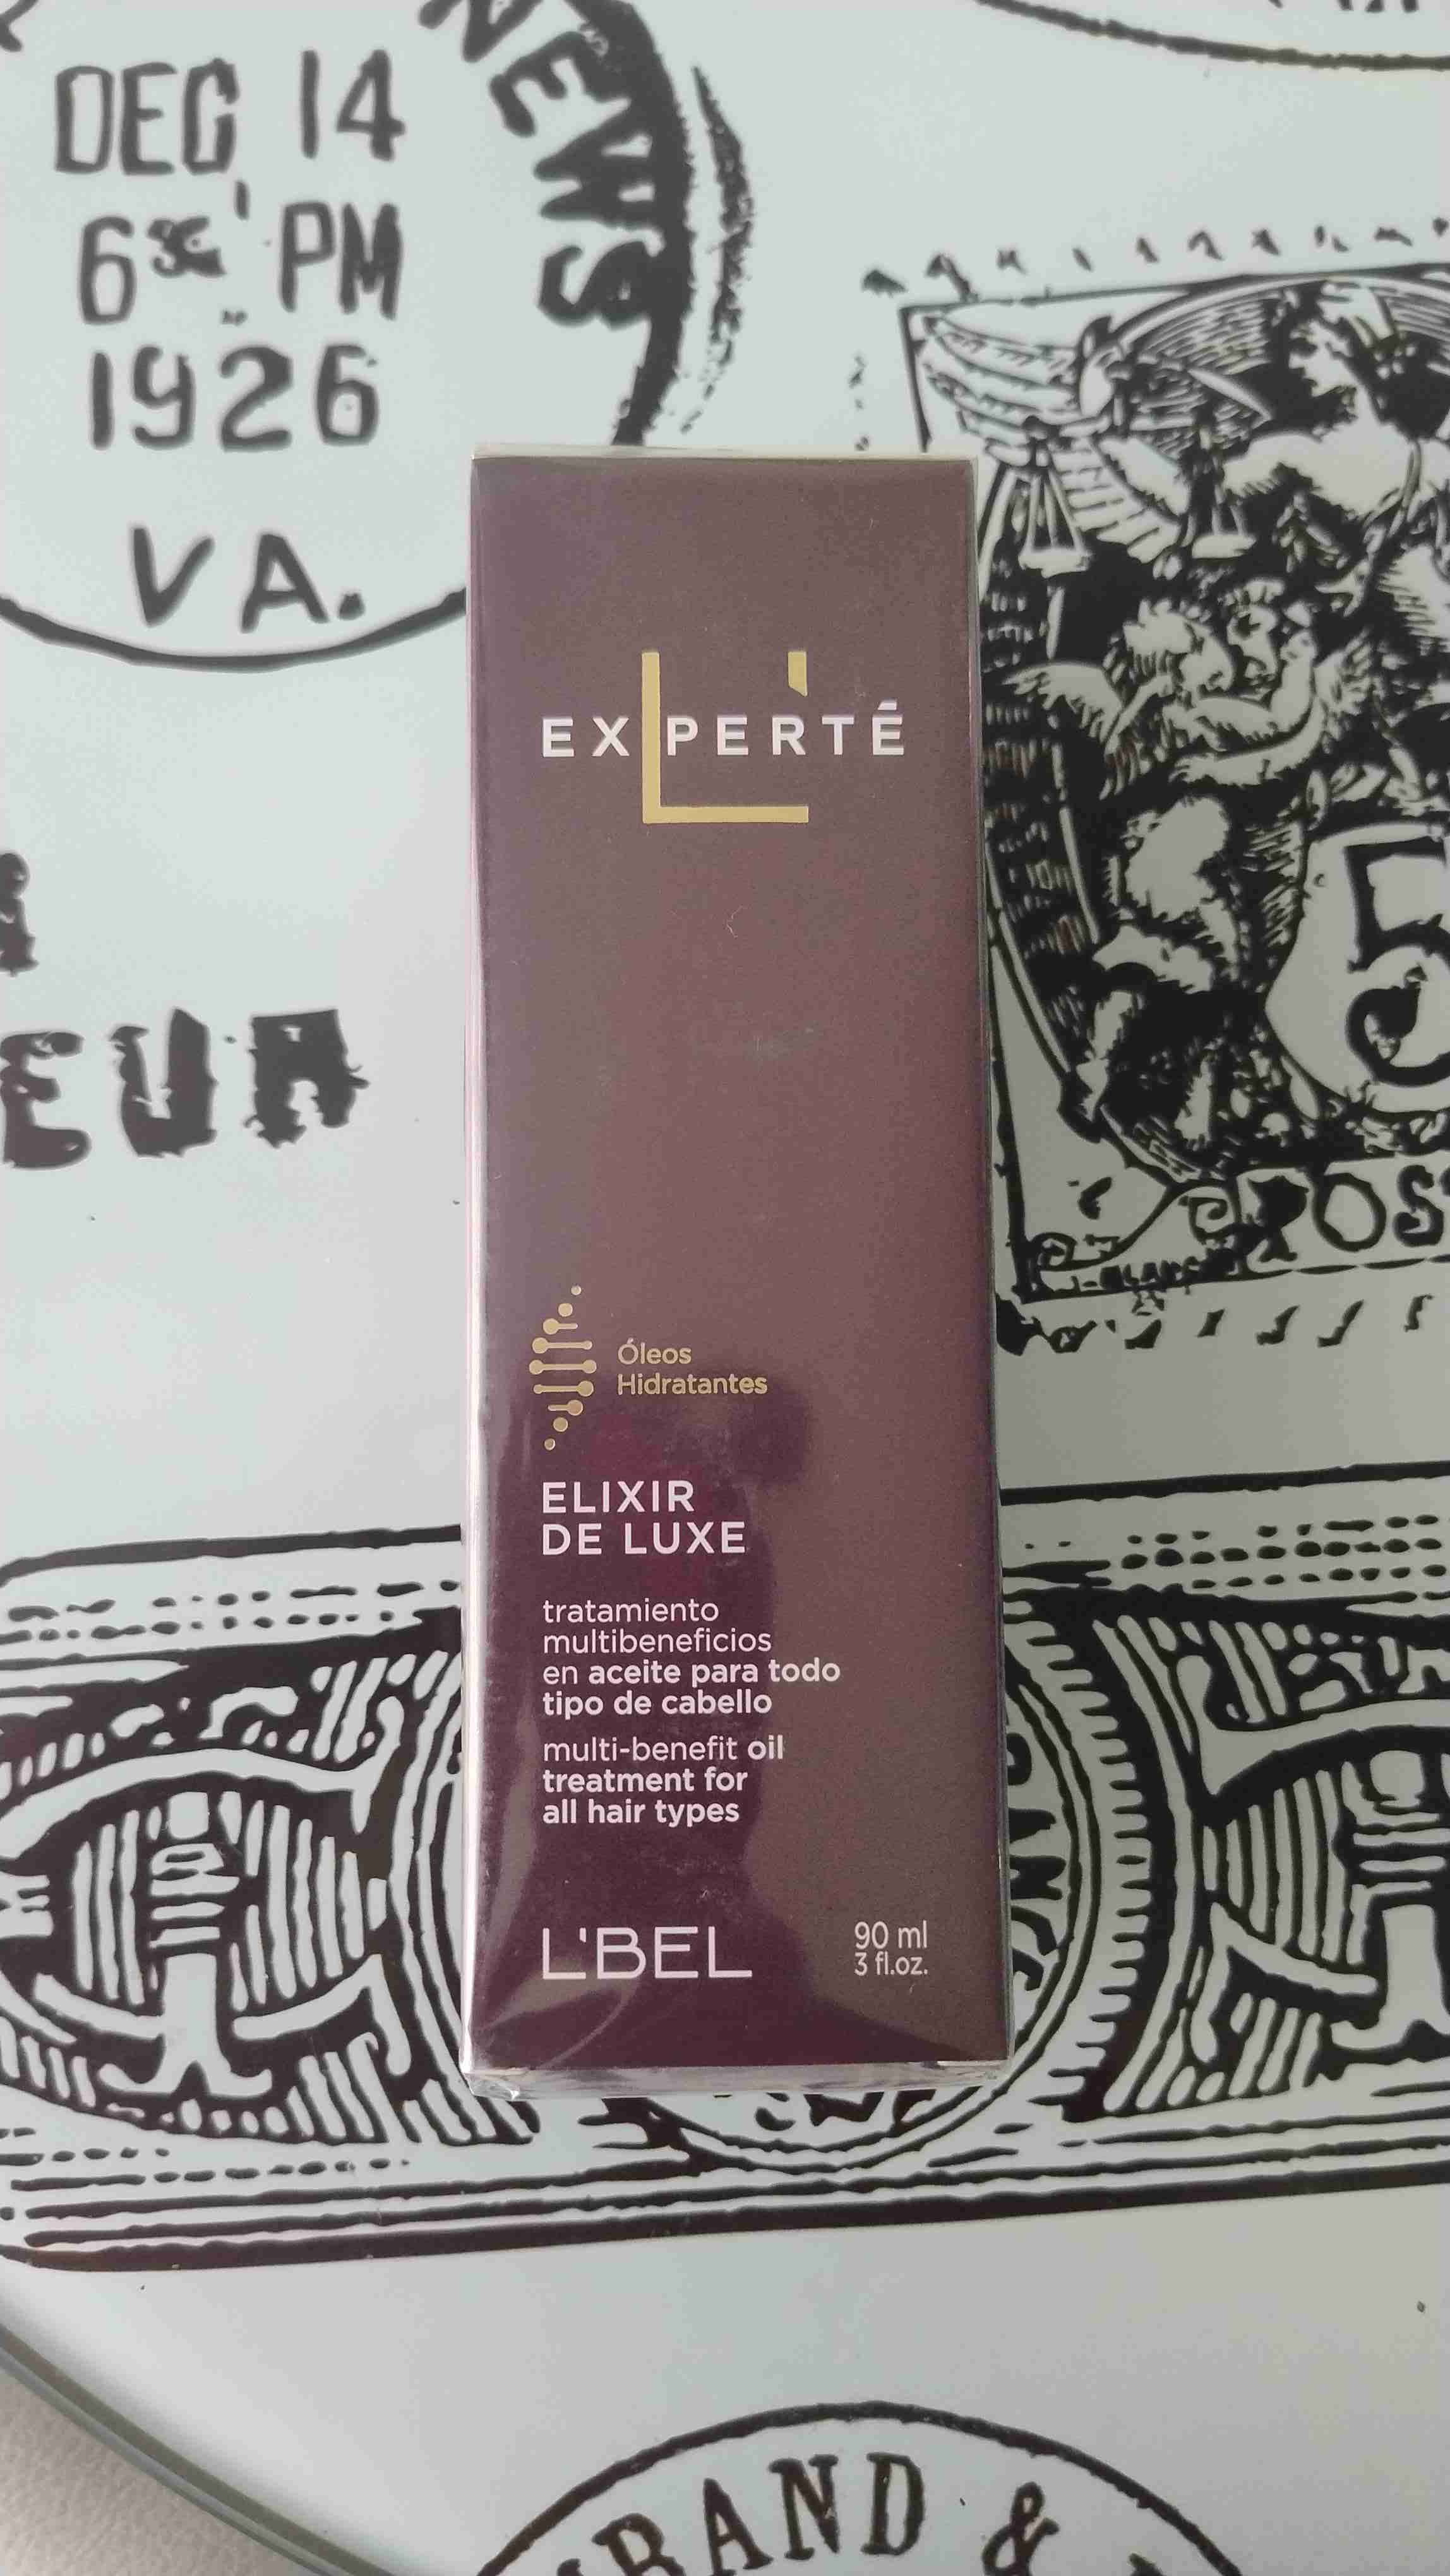 NEWS
DEC 14
6 PM
1926
VA.
EUR
5
POS
EXPERTÉ
L'
Óleos
Hidratantes
ELIXIR
DE LUXE
tratamiento
multibeneficios
en aceite para todo
tipo de cabello
multi-benefit oil
treatment for
all hair types
L'BEL
90 ml
3 fl.oz.
RAND &